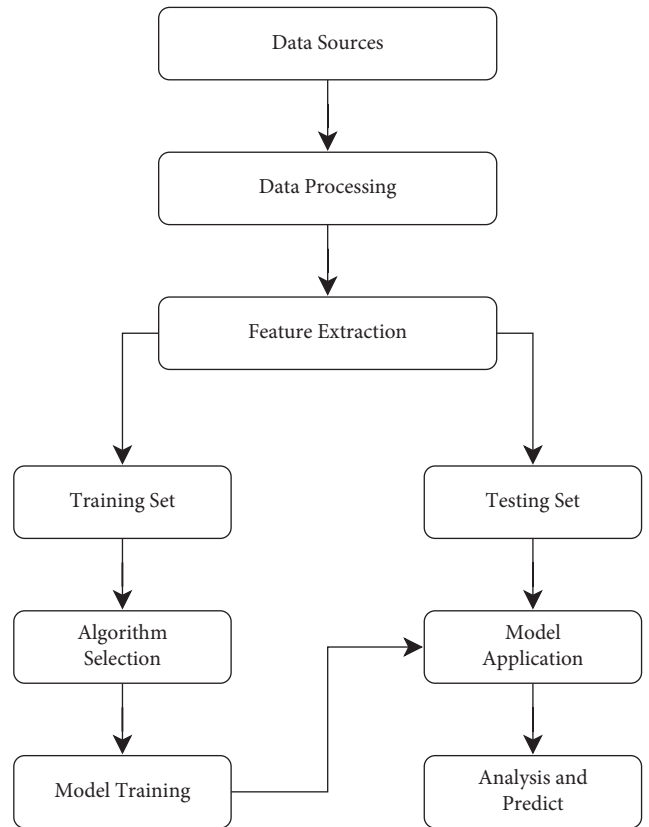 Data Sources
Data Processing
Feature Extraction
Training Set
Testing Set
Algorithm
Selection
Model
Application
Model Training
Analysis and
Predict